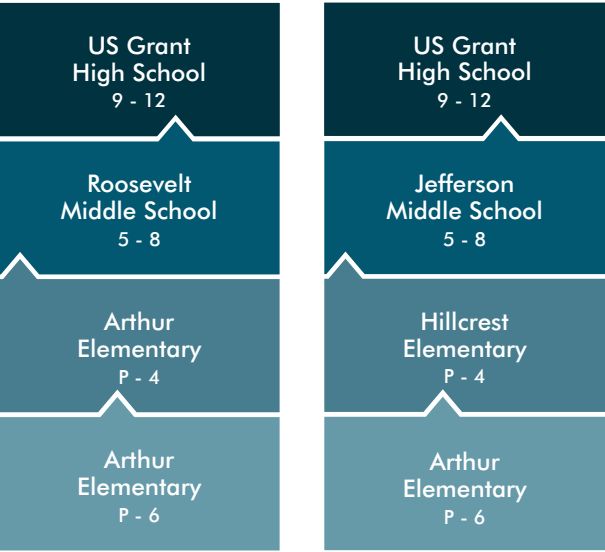 US Grant
High School
9 - 12
Roosevelt
Middle School
5 - 8
Arthur
Elementary
P - 4
Arthur
Elementary
P - 6
US Grant
High School
9 - 12
Jefferson
Middle School
5 - 8
Hillcrest
Elementary
P - 4
Arthur
Elementary
P - 6